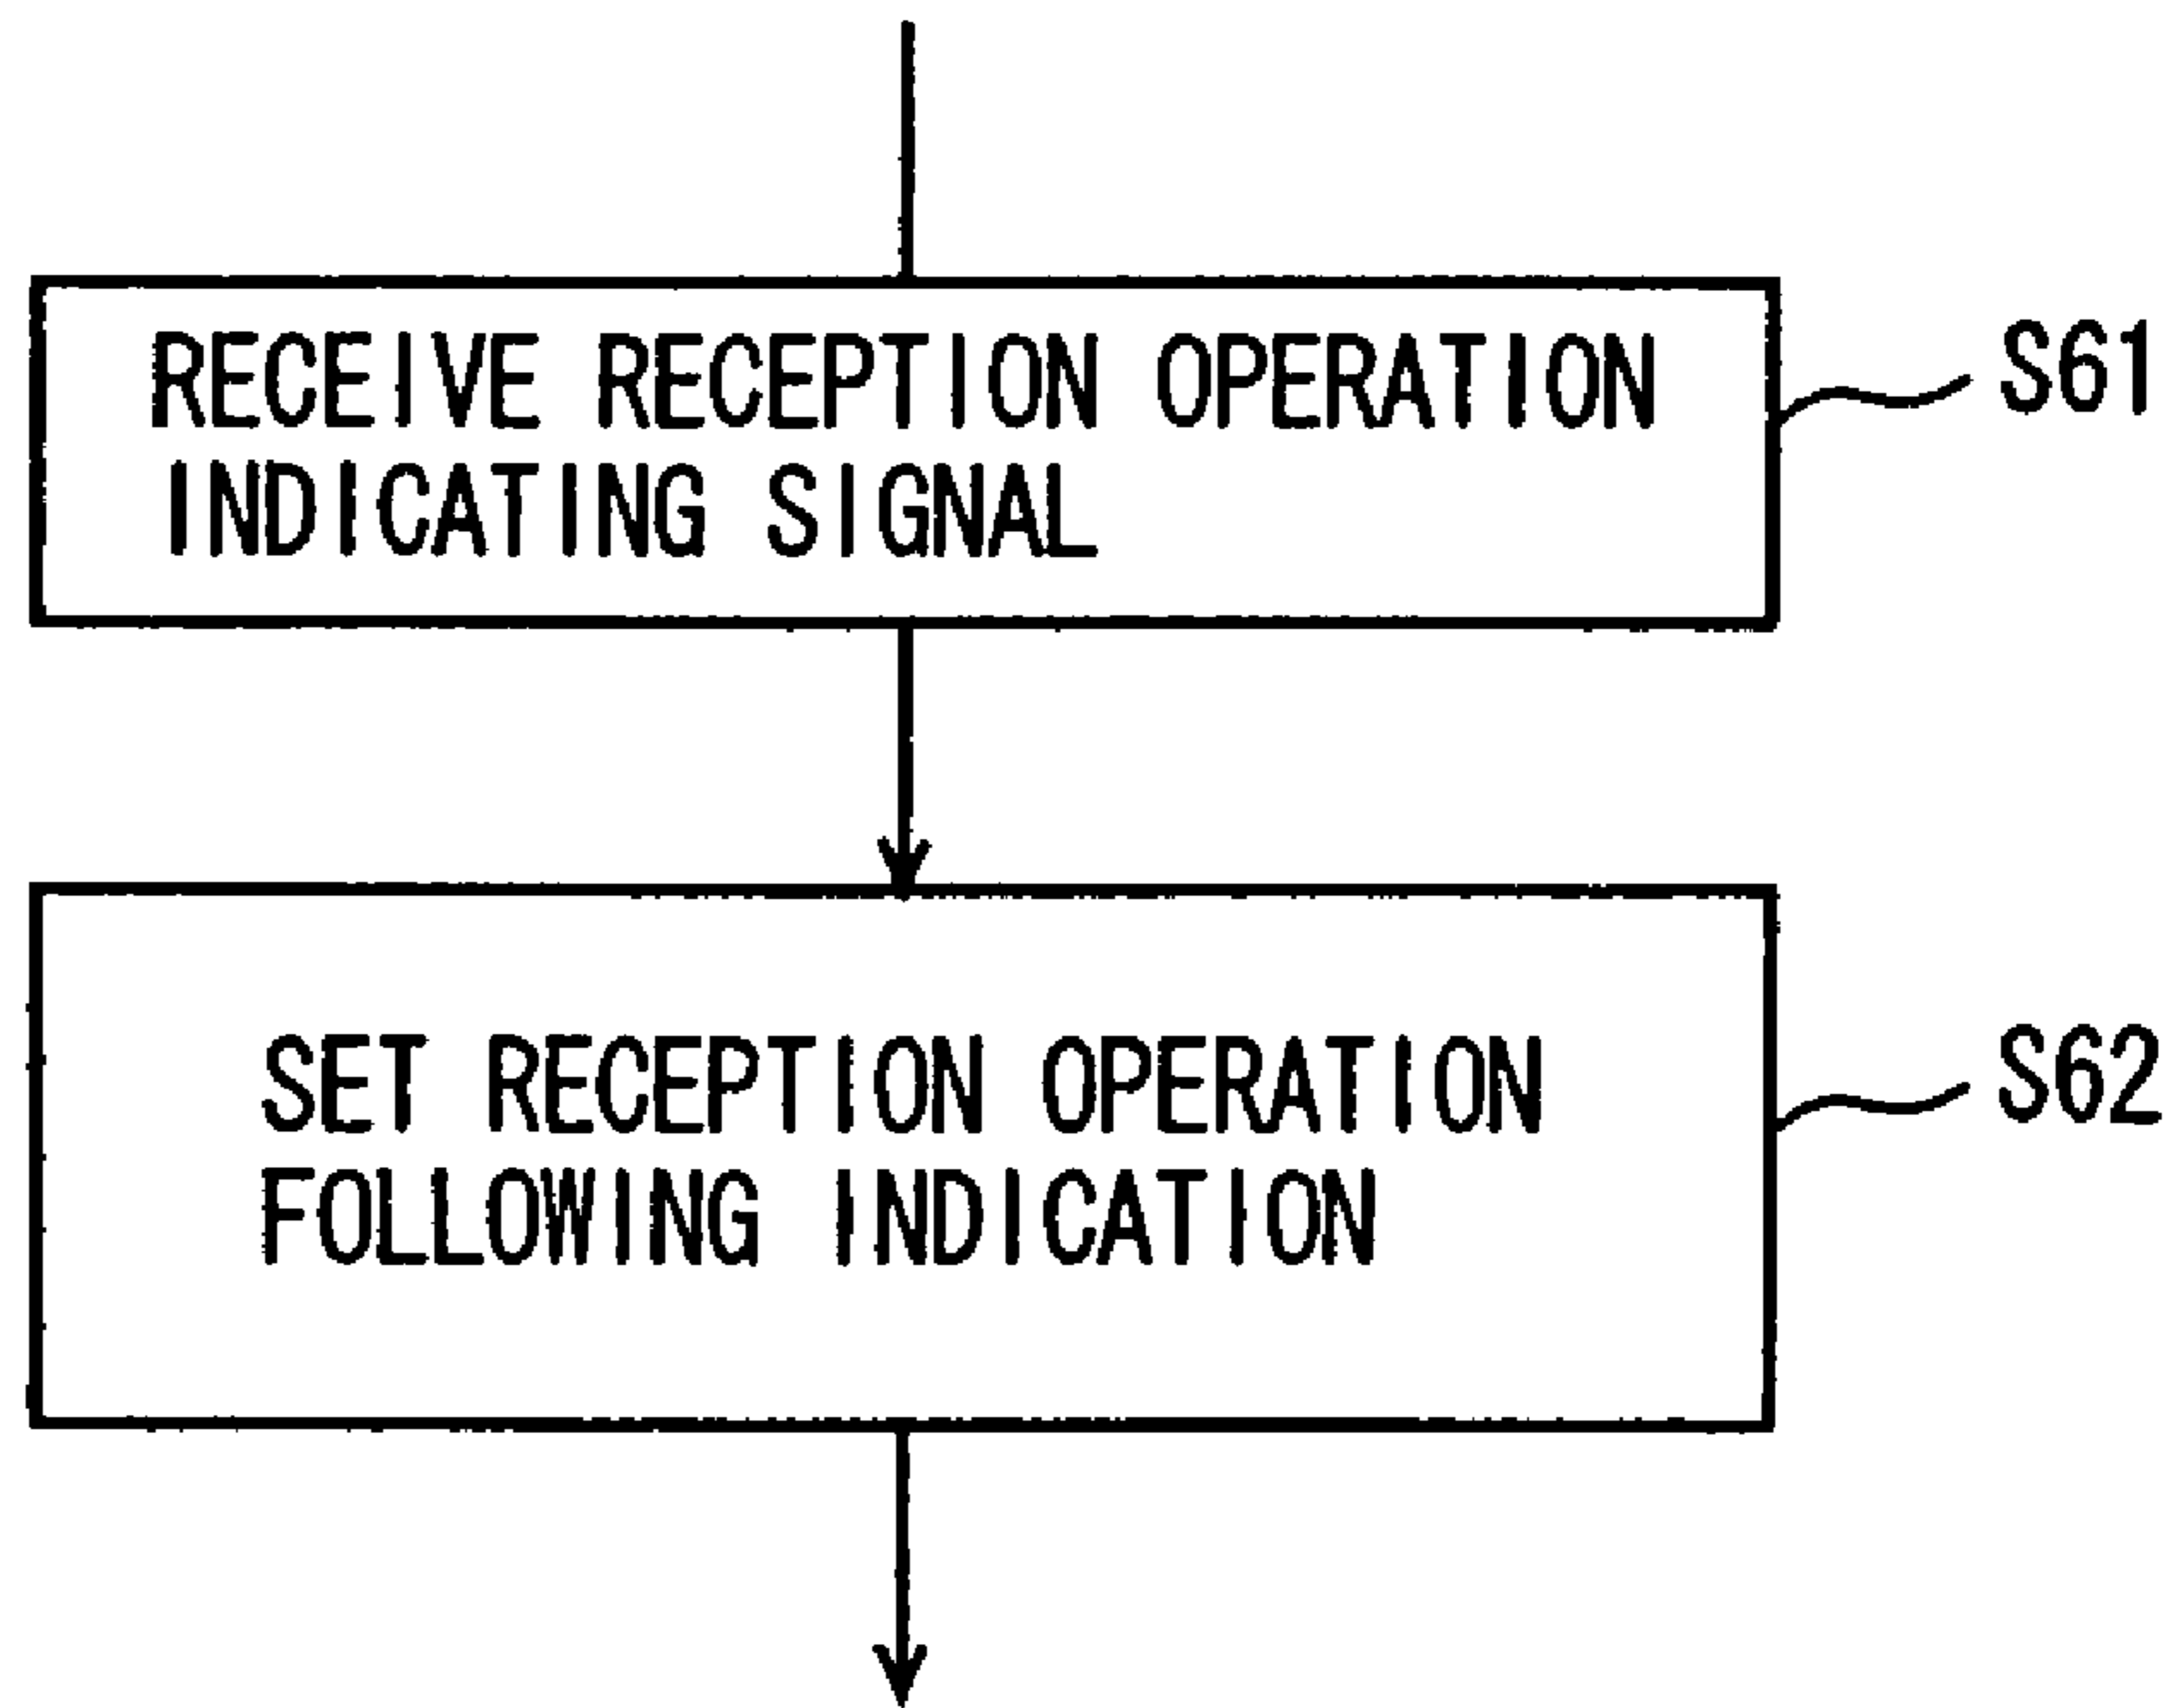 RECEIVE RECEPTION OPERATION
INDICATING SIGNAL
S61
SET RECEPTION OPERATION
FOLLOWING INDICATION
S62